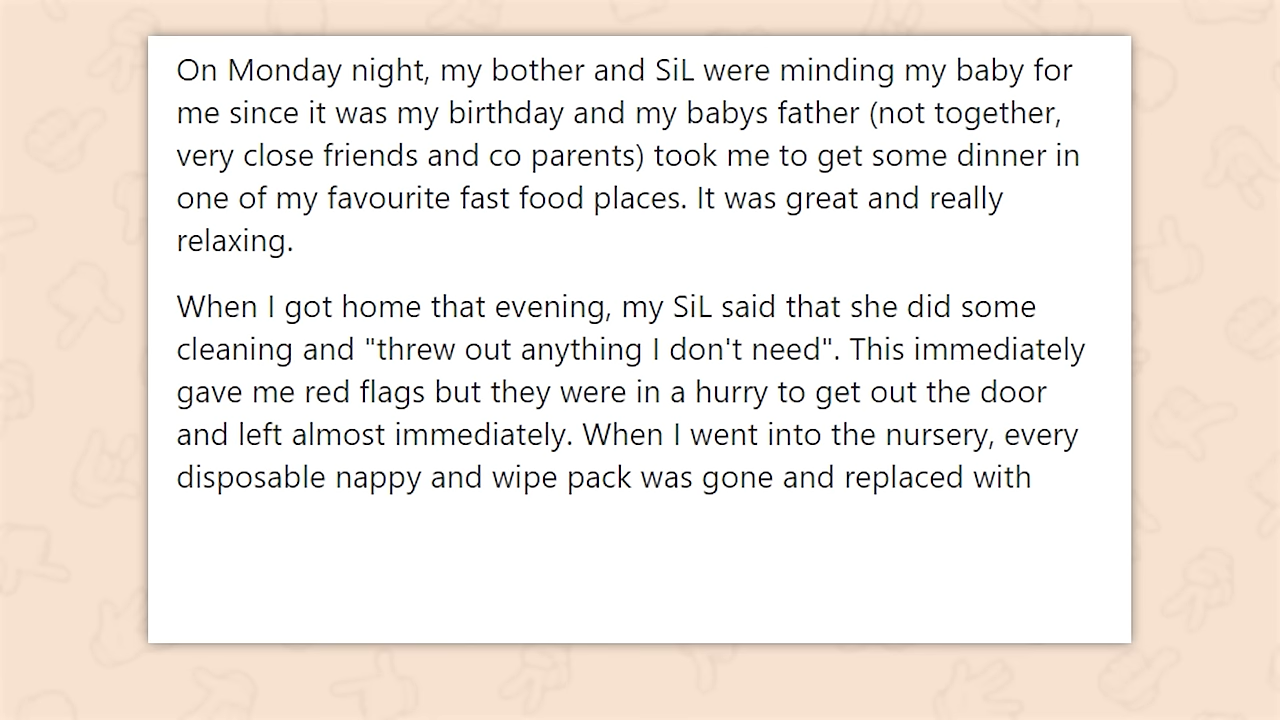 On Monday night, my bother and SiL were minding my baby for
me since it was my birthday and my babys father (not together,
very close friends and co parents) took me to get some dinner in
one of my favourite fast food places. It was great and really
relaxing.
When I got home that evening, my SiL said that she did some
cleaning and "threw out anything I don't need". This immediately
gave me red flags but they were in a hurry to get out the door
and left almost immediately. When I went into the nursery, every
disposable nappy and wipe pack was gone and replaced with